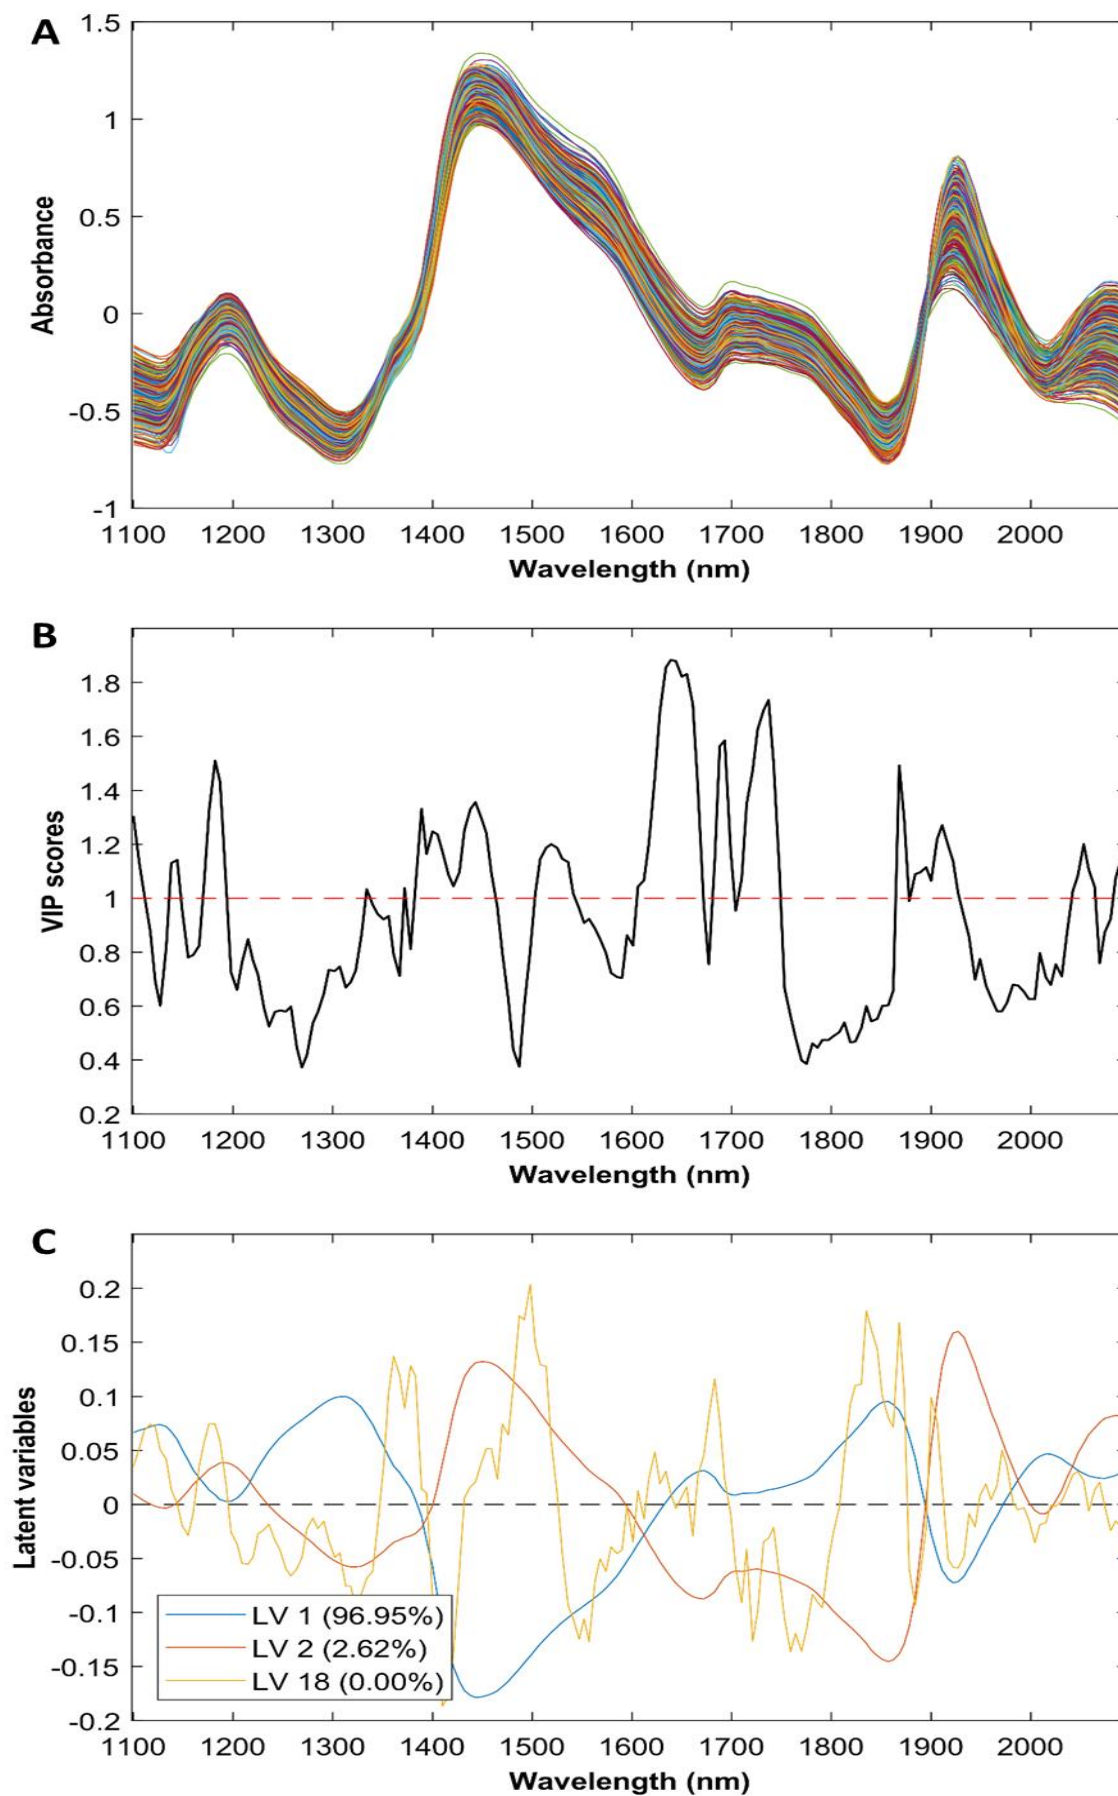 A
1.5
1
0.5
0
-0.5
-1
Absorbance
1100 1200 1300 1400 1500 1600 1700 1800 1900 2000
Wavelength (nm)
B
1.8
1.6
1.4
1.2
1
0.8
0.6
0.4
0.2
VIP scores
1100 1200 1300 1400 1500 1600 1700 1800 1900 2000
Wavelength (nm)
C
0.2
0.15
0.1
0.05
0
-0.05
-0.1
-0.15
-0.2
Latent variables
LV 1 (96.95%)
LV 2 (2.62%)
LV 18 (0.00%)
1100 1200 1300 1400 1500 1600 1700 1800 1900 2000
Wavelength (nm)